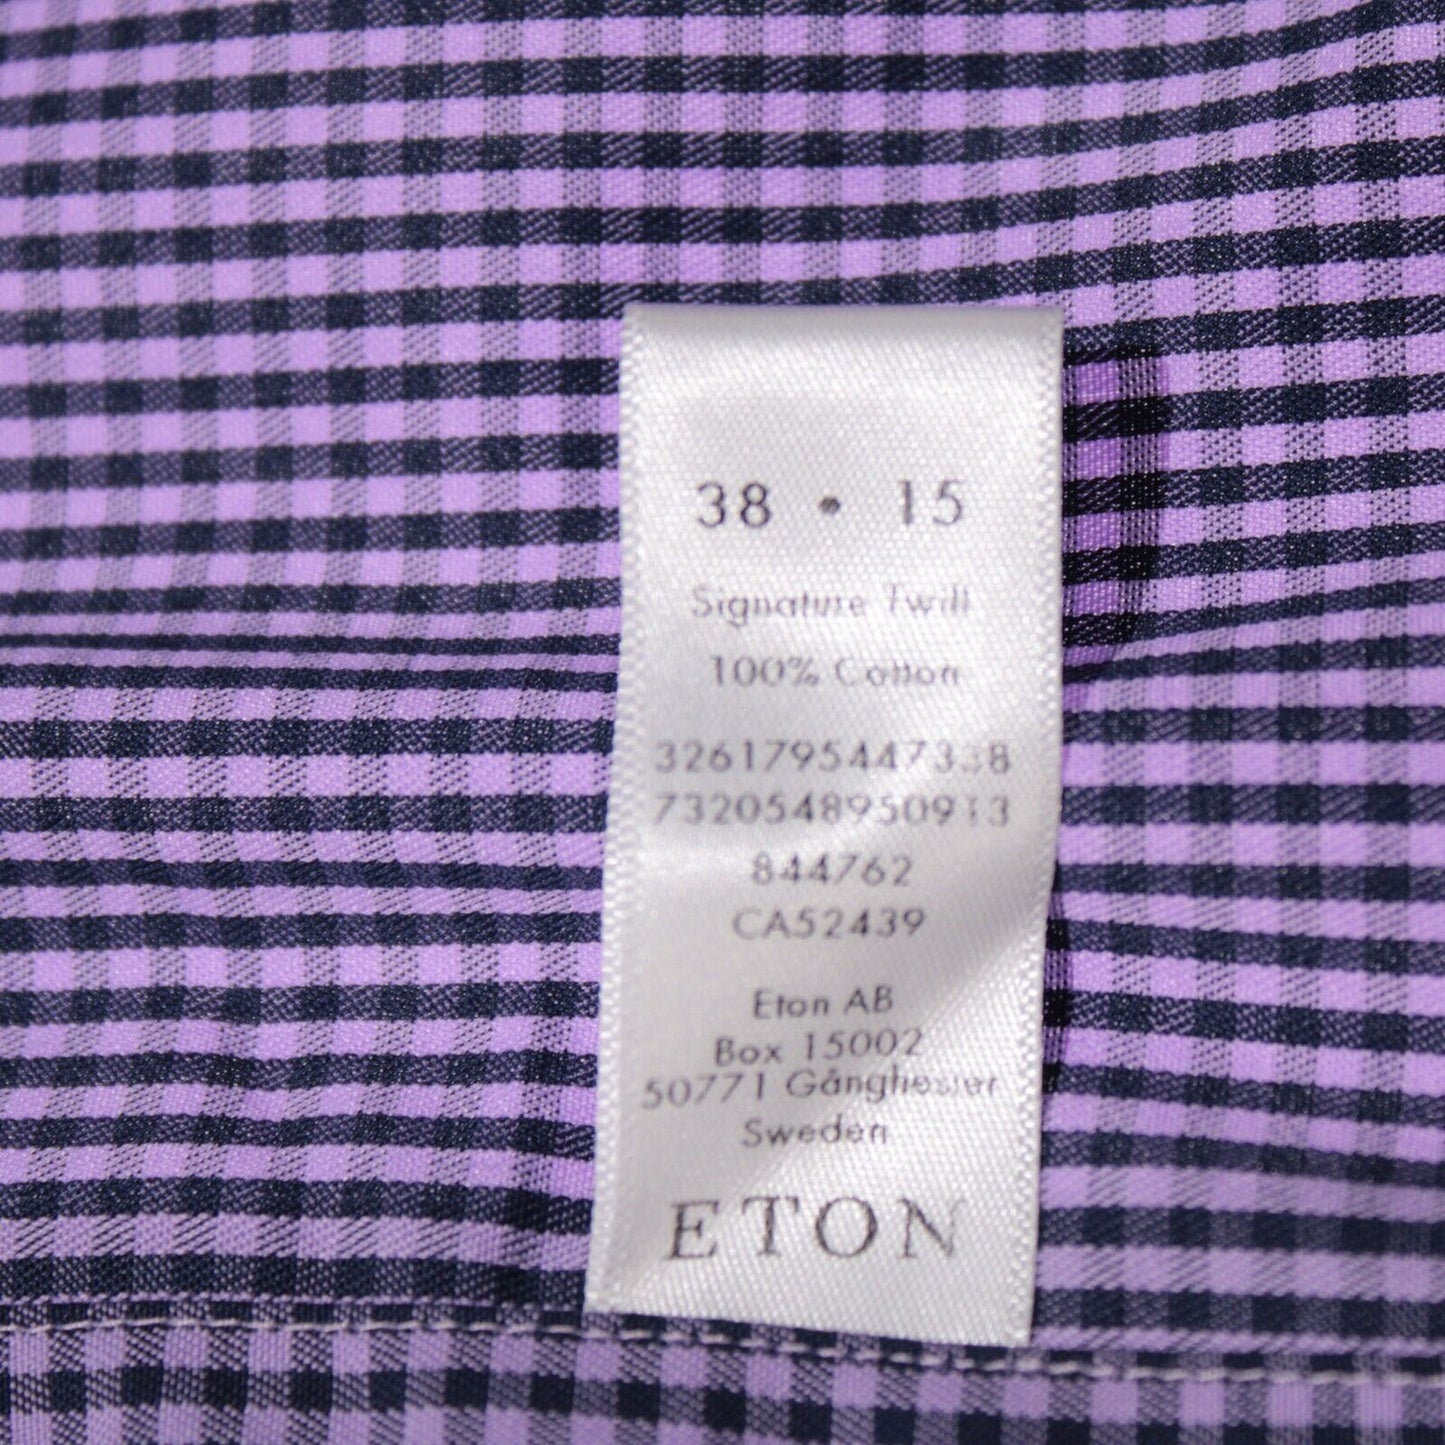 38 • 15
Signature Twill
100% Cotton
3261795447338
7320548950913
844762
CA52439
Eton AB
Box 15002
50771 Gånghester
Sweden
ETON